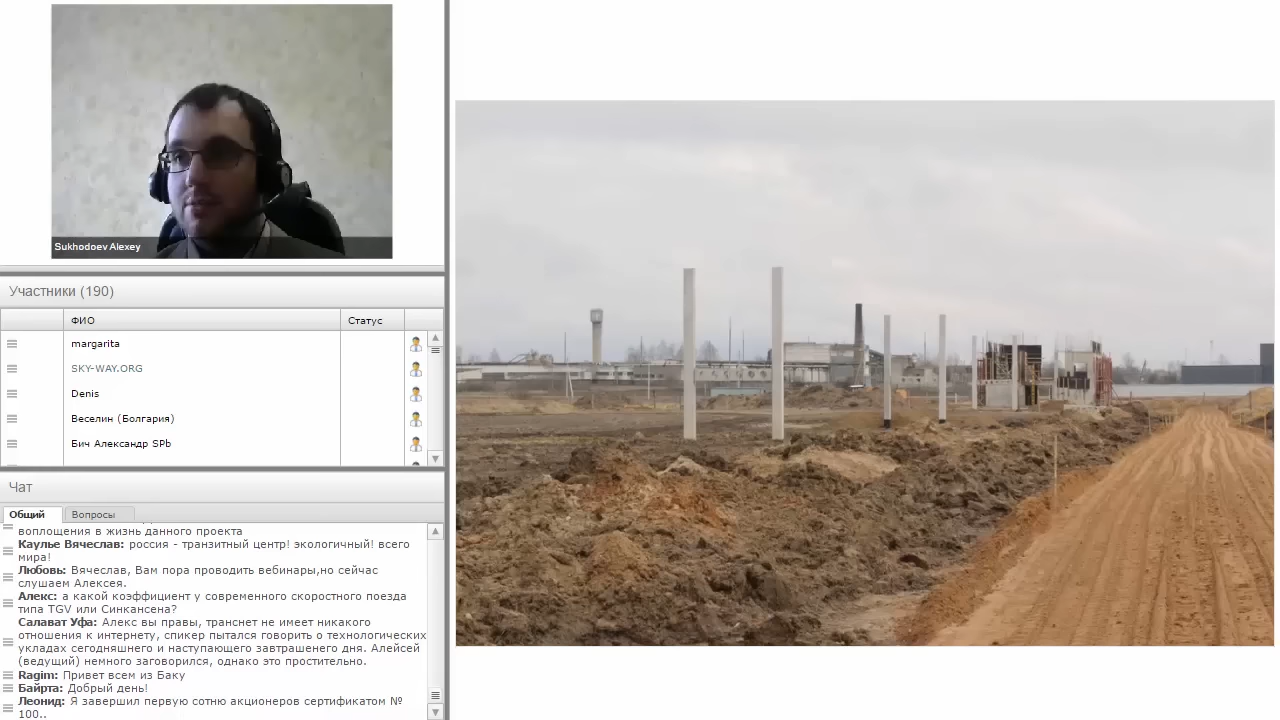 Sukhodoev Alexey
Участники (190)
ФИО Статус
margarita
SKY-WAY.ORG
Denis
Веселин (Болгария)
Бич Александр SPb
Чат
Общий Вопросы
воплощения в жизнь данного проекта
Каулье Вячеслав: россия - транзитный центр! экологичный! всего
мира!
Любовь: Вячеслав, Вам пора проводить вебинары,но сейчас
слушаем Алексея.
Алекс: а какой коэффициент у современного скоростного поезда
типа TGV или Синкансена?
Салават Уфа: Алекс вы правы, транснет не имеет никакого
отношения к интернету, спикер пытался говорить о технологических
укладах сегодняшнего и наступающего завтрашенего дня. Алейсей
(ведущий) немного заговорился, однако это простительно.
Ragim: Привет всем из Баку
Байрта: Добрый день!
Леонид: Я завершил первую сотню акционеров сертификатом №
100..